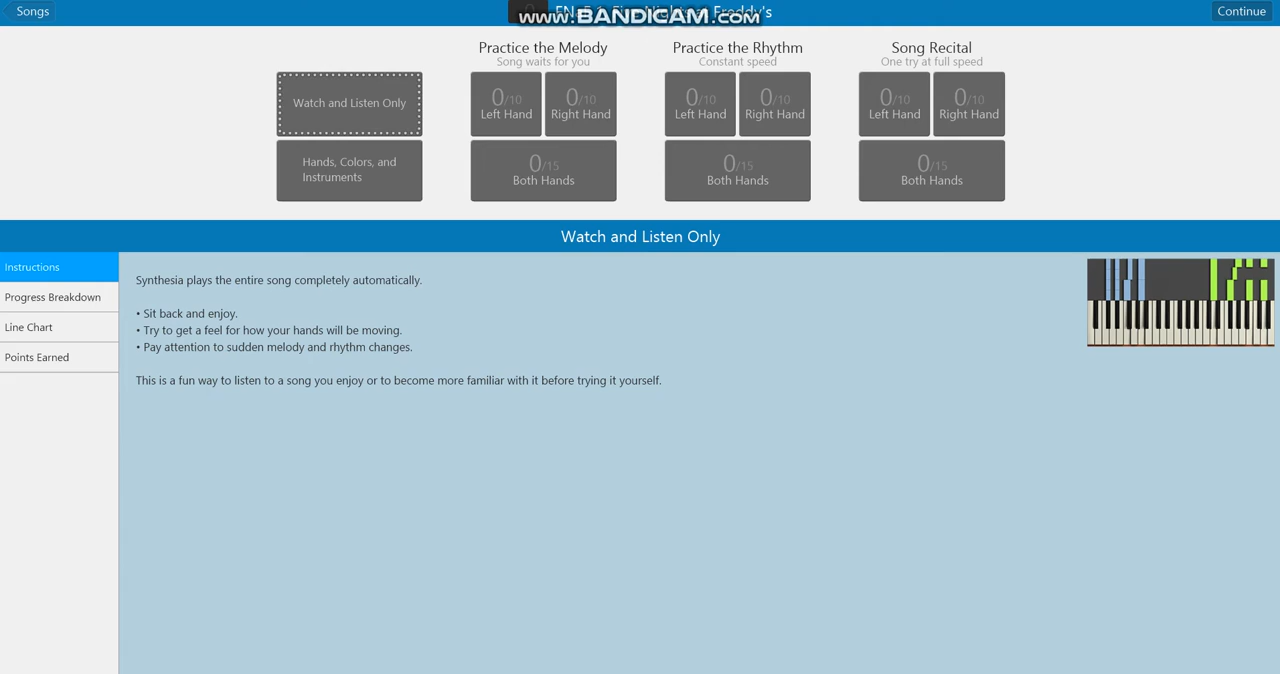 Songs
www.BANDICAM.com
Freddy's
Continue
Practice the Melody
Song waits for you
Practice the Rhythm
Constant speed
Song Recital
One try at full speed
Watch and Listen Only
0/10
Left Hand
0/10
Right Hand
0/10
Left Hand
0/10
Right Hand
0/10
Left Hand
0/10
Right Hand
Hands, Colors, and
Instruments
0/15
Both Hands
0/15
Both Hands
0/15
Both Hands
Watch and Listen Only
Instructions
Progress Breakdown
Line Chart
Points Earned
Synthesia plays the entire song completely automatically.
• Sit back and enjoy.
• Try to get a feel for how your hands will be moving.
• Pay attention to sudden melody and rhythm changes.
This is a fun way to listen to a song you enjoy or to become more familiar with it before trying it yourself.